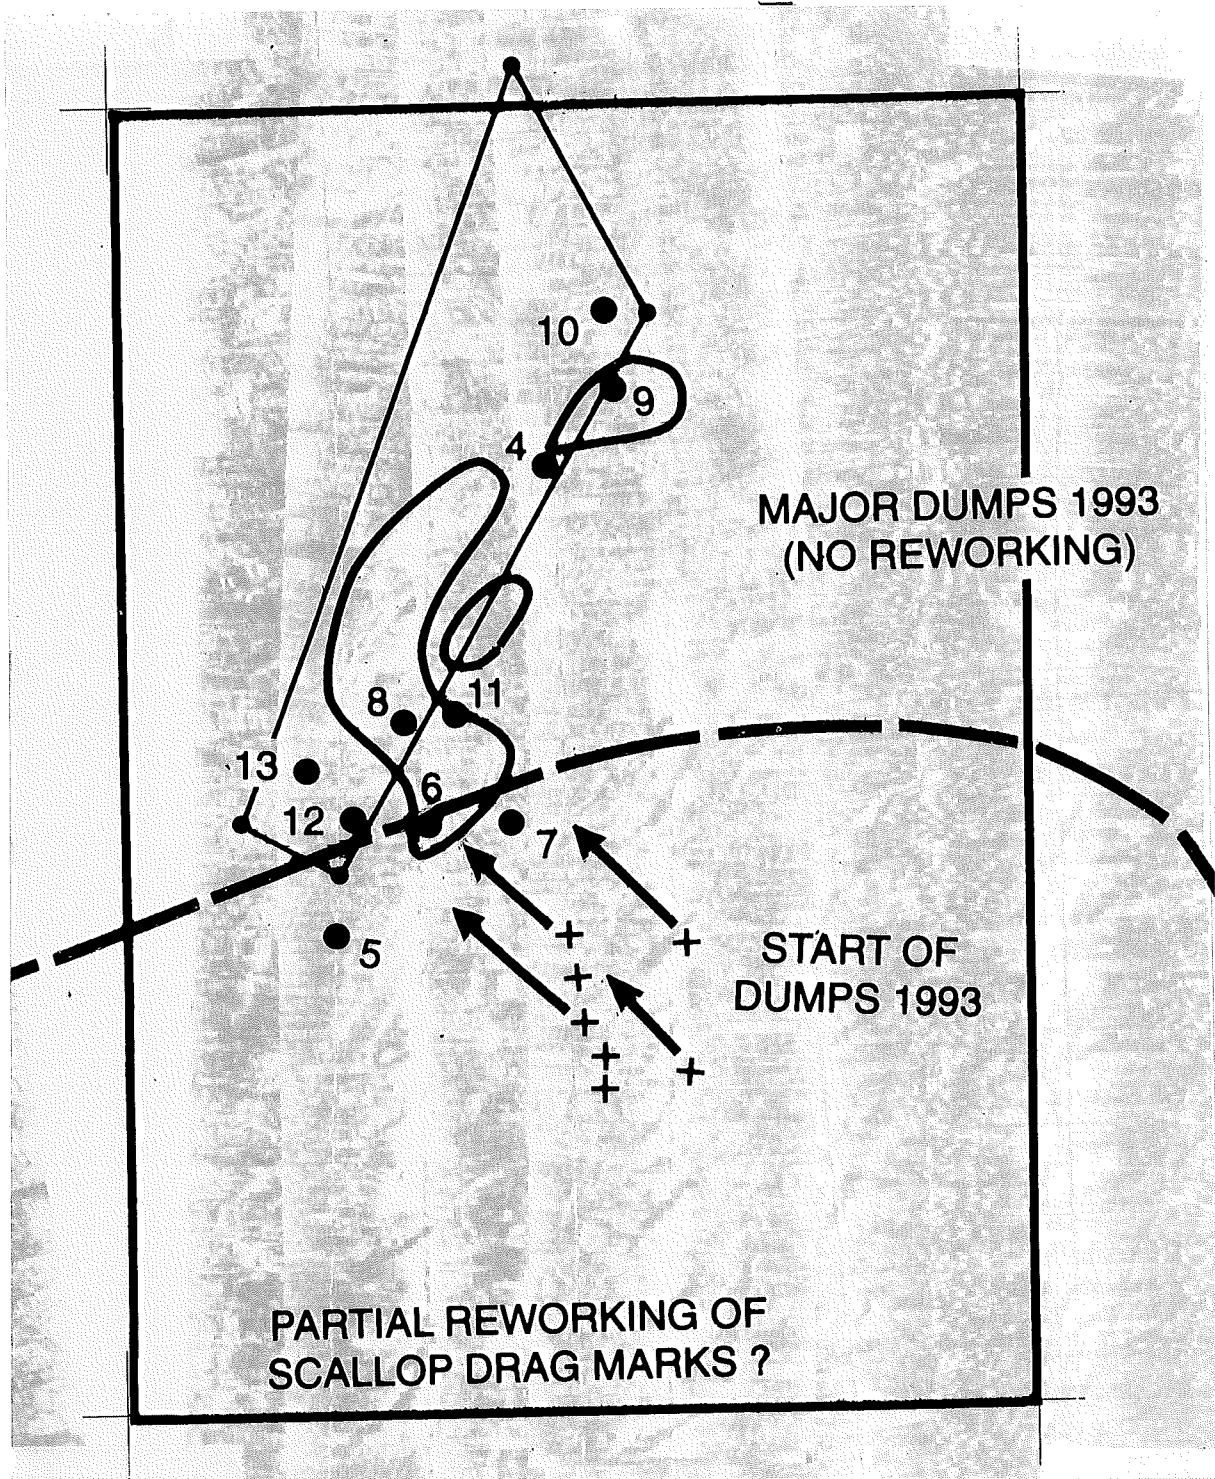 10
9
4
MAJOR DUMPS 1993
(NO REWORKING)
8
11
13
6
12
7
5
START OF
DUMPS 1993
PARTIAL REWORKING OF
SCALLOP DRAG MARKS ?